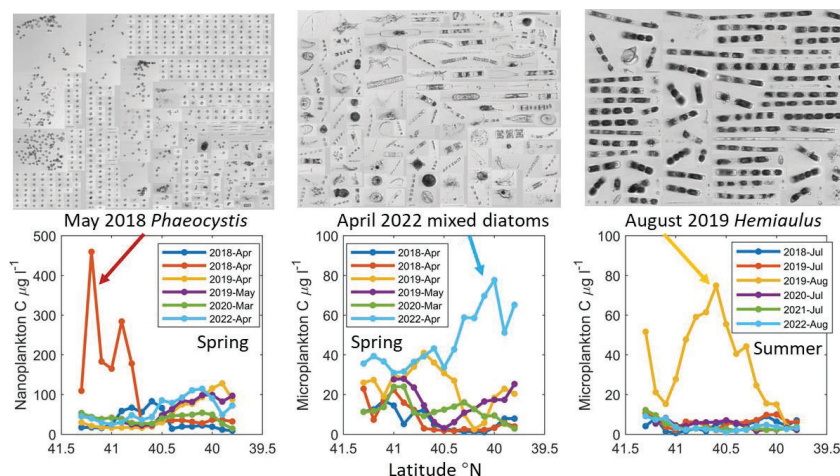 May 2018 Phaeocystis
April 2022 mixed diatoms
August 2019 Hemiaulus
Nanoplankton C µg l⁻¹
500
400
300
200
100
0
2018-Apr
2018-Apr
2019-Apr
2019-May
2020-Mar
2022-Apr
Spring
41.5
41
40.5
40
39.5
Microplankton C µg l⁻¹
100
80
60
40
20
0
2018-Apr
2018-Apr
2019-Apr
2019-May
2020-Mar
2022-Apr
Spring
41.5
41
40.5
40
39.5
Microplankton C µg l⁻¹
100
80
60
40
20
0
2018-Jul
2019-Jul
2019-Aug
2020-Jul
2021-Jul
2022-Aug
Summer
41.5
41
40.5
40
39.5
Latitude °N